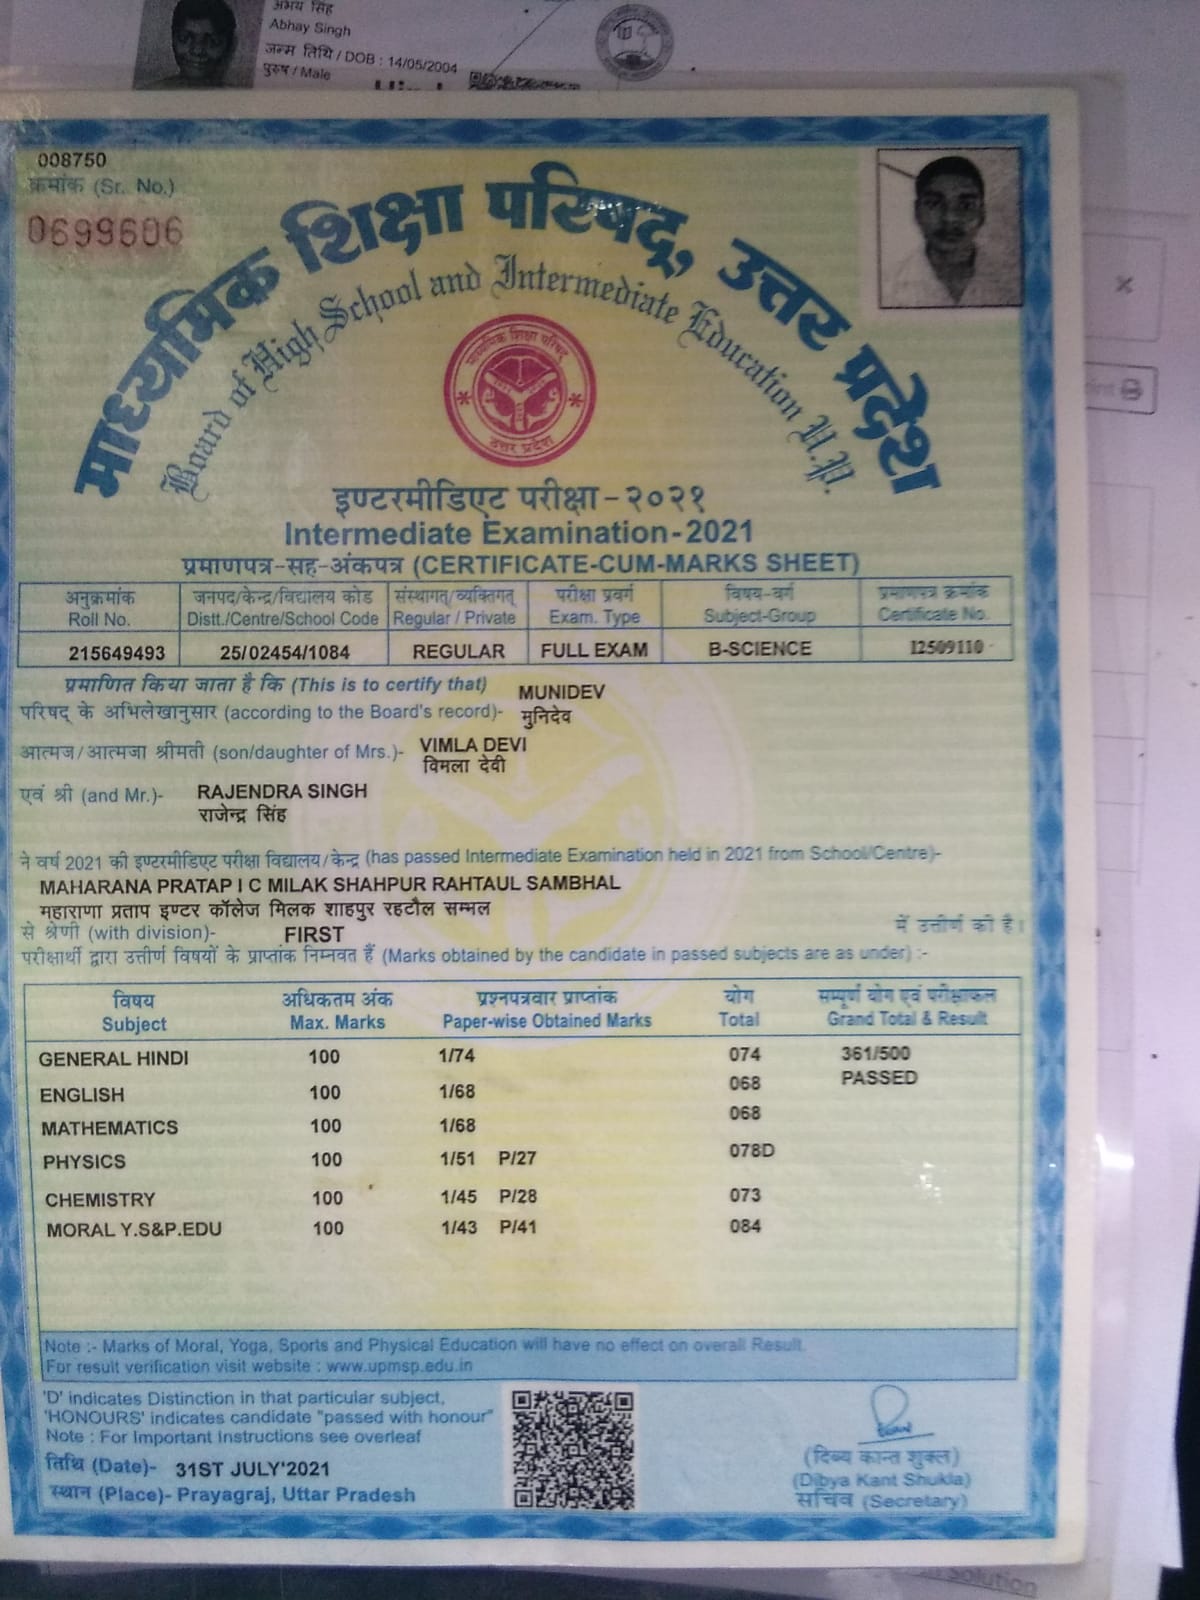 अभय सिंह
Abhay Singh
जन्म तिथि / DOB : 14/05/2004
पुरुष / Male
008750
क्रमांक (Sr. No.)
0699606
माध्यमिक शिक्षा परिषद्, उत्तर प्रदेश
Board of High School and Intermediate Education U.P.
माध्यमिक शिक्षा परिषद
उत्तर प्रदेश
इण्टरमीडिएट परीक्षा-२०२१
Intermediate Examination-2021
प्रमाणपत्र-सह-अंकपत्र (CERTIFICATE-CUM-MARKS SHEET)
अनुक्रमांक जनपद/केन्द्र/विद्यालय कोड संस्थागत्/व्यक्तिगत् परीक्षा प्रवर्ग विषय-वर्ग प्रमाणपत्र क्रमांक
Roll No. Distt./Centre/School Code Regular / Private Exam. Type Subject-Group Certificate No.
215649493 25/02454/1084 REGULAR FULL EXAM B-SCIENCE 12509110
प्रमाणित किया जाता है कि (This is to certify that) MUNIDEV
परिषद् के अभिलेखानुसार (according to the Board's record)- मुनिदेव
आत्मज/आत्मजा श्रीमती (son/daughter of Mrs.)- VIMLA DEVI
विमला देवी
एवं श्री (and Mr.)- RAJENDRA SINGH
राजेन्द्र सिंह
ने वर्ष 2021 की इण्टरमीडिएट परीक्षा विद्यालय/केन्द्र (has passed Intermediate Examination held in 2021 from School/Centre)-
MAHARANA PRATAP I C MILAK SHAHPUR RAHTAUL SAMBHAL
महाराणा प्रताप इण्टर कॉलेज मिलक शाहपुर रहटौल सम्भल
से श्रेणी (with division)- FIRST में उत्तीर्ण की है।
परीक्षार्थी द्वारा उत्तीर्ण विषयों के प्राप्तांक निम्नवत हैं (Marks obtained by the candidate in passed subjects are as under) :-
विषय अधिकतम अंक प्रश्नपत्रवार प्राप्तांक योग सम्पूर्ण योग एवं परीक्षाफल
Subject Max. Marks Paper-wise Obtained Marks Total Grand Total & Result
GENERAL HINDI 100 1/74 074 361/500
PASSED
ENGLISH 100 1/68 068
MATHEMATICS 100 1/68 068
PHYSICS 100 1/51 P/27 078D
CHEMISTRY 100 1/45 P/28 073
MORAL Y.S&P.EDU 100 1/43 P/41 084
Note :- Marks of Moral, Yoga, Sports and Physical Education will have no effect on overall Result.
For result verification visit website : www.upmsp.edu.in
'D' indicates Distinction in that particular subject,
'HONOURS' indicates candidate "passed with honour"
Note : For Important Instructions see overleaf
तिथि (Date)- 31ST JULY'2021
स्थान (Place)- Prayagraj, Uttar Pradesh
(दिब्य कान्त शुक्ल)
(Dibya Kant Shukla)
सचिव (Secretary)
Solution